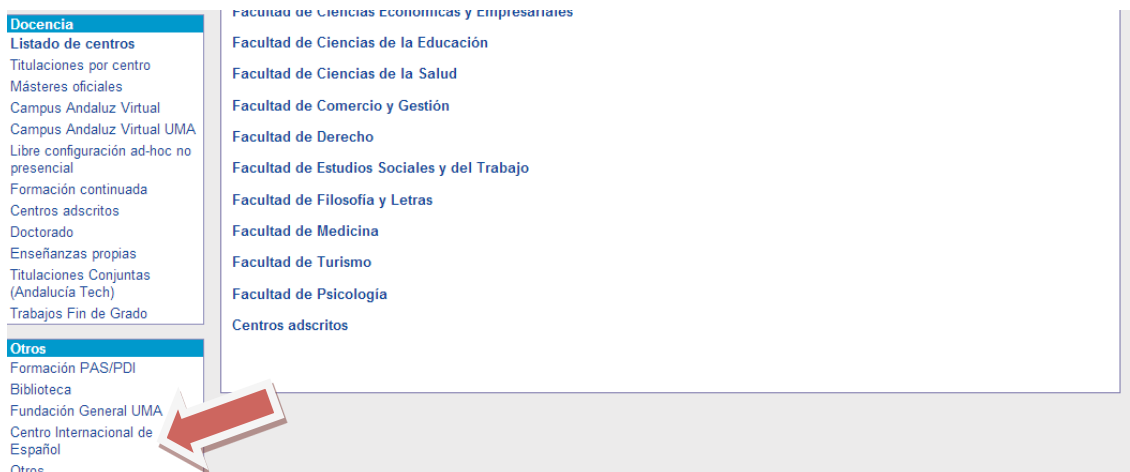 Docencia
Listado de centros
Titulaciones por centro
Másteres oficiales
Campus Andaluz Virtual
Campus Andaluz Virtual UMA
Libre configuración ad-hoc no
presencial
Formación continuada
Centros adscritos
Doctorado
Enseñanzas propias
Titulaciones Conjuntas
(Andalucía Tech)
Trabajos Fin de Grado
Otros
Formación PAS/PDI
Biblioteca
Fundación General UMA
Centro Internacional de
Español
Otros
Facultad de Ciencias Económicas y Empresariales
Facultad de Ciencias de la Educación
Facultad de Ciencias de la Salud
Facultad de Comercio y Gestión
Facultad de Derecho
Facultad de Estudios Sociales y del Trabajo
Facultad de Filosofía y Letras
Facultad de Medicina
Facultad de Turismo
Facultad de Psicología
Centros adscritos